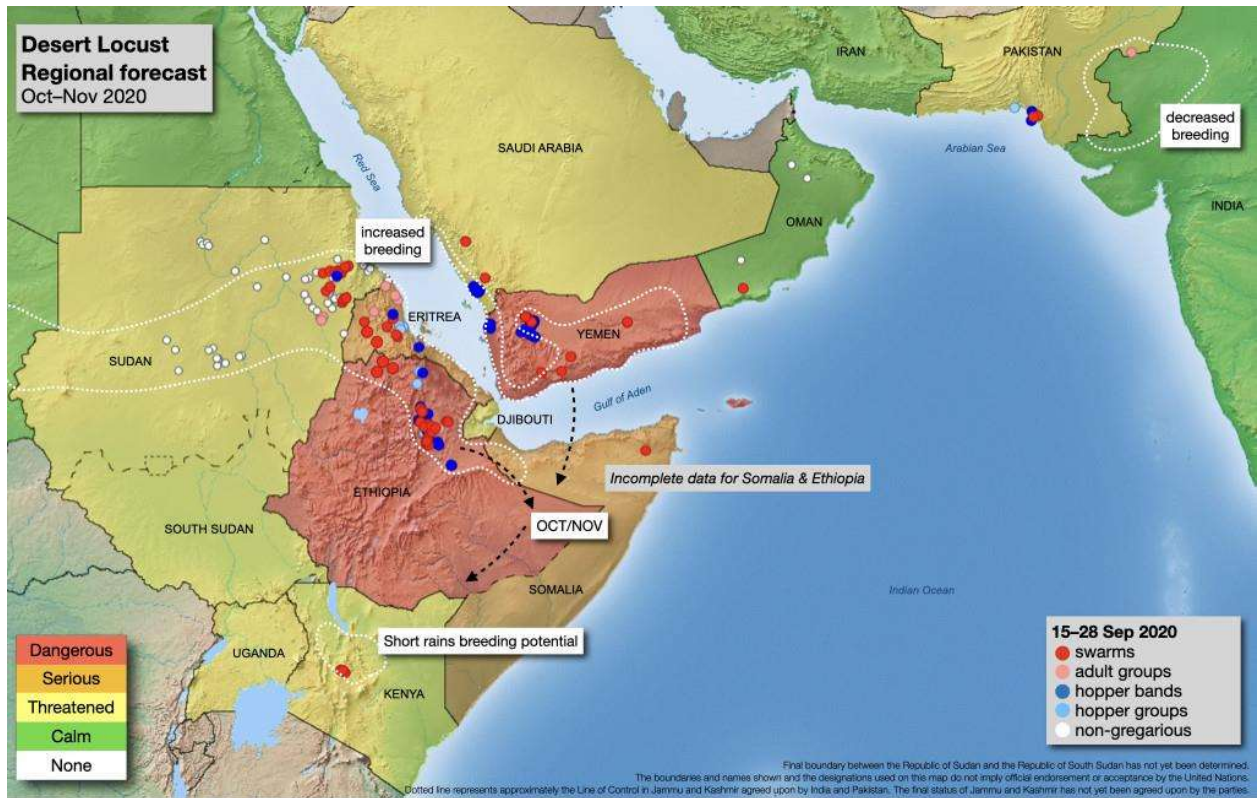 Desert Locust
Regional forecast
Oct–Nov 2020
IRAN
PAKISTAN
decreased
breeding
SAUDI ARABIA
Arabian Sea
Red Sea
INDIA
OMAN
increased
breeding
ERITREA
YEMEN
SUDAN
Gulf of Aden
DJIBOUTI
Incomplete data for Somalia & Ethiopia
ETHIOPIA
OCT/NOV
SOUTH SUDAN
SOMALIA
Indian Ocean
Short rains breeding potential
UGANDA
KENYA
Dangerous
Serious
Threatened
Calm
None
15–28 Sep 2020
swarms
adult groups
hopper bands
hopper groups
non-gregarious
Final boundary between the Republic of Sudan and the Republic of South Sudan has not yet been determined.
The boundaries and names shown and the designations used on this map do not imply official endorsement or acceptance by the United Nations.
Dotted line represents approximately the Line of Control in Jammu and Kashmir agreed upon by India and Pakistan. The final status of Jammu and Kashmir has not yet been agreed upon by the parties.